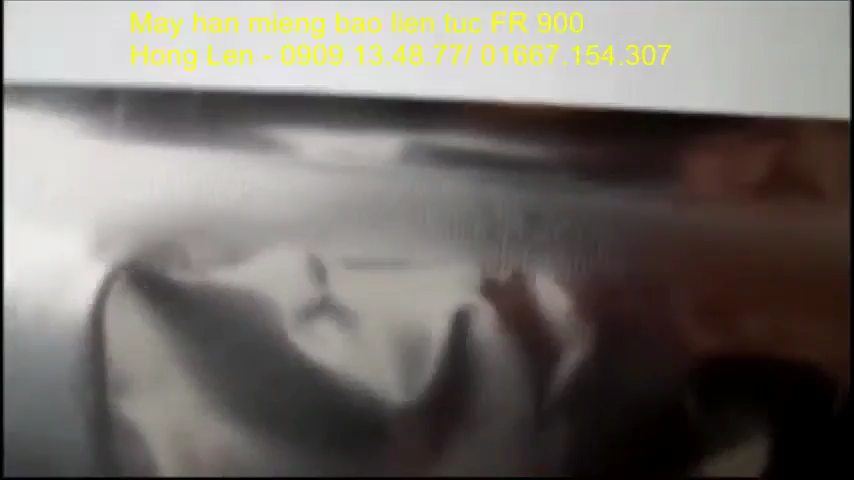 May han mieng bao lien tuc FR 900
Hong Len - 0909.13.48.77/ 01667.154.307